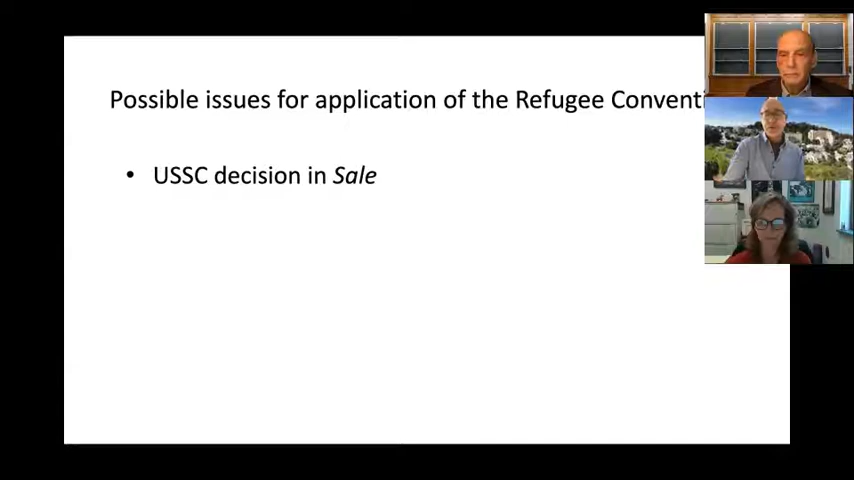 Possible issues for application of the Refugee Conventi
• USSC decision in Sale